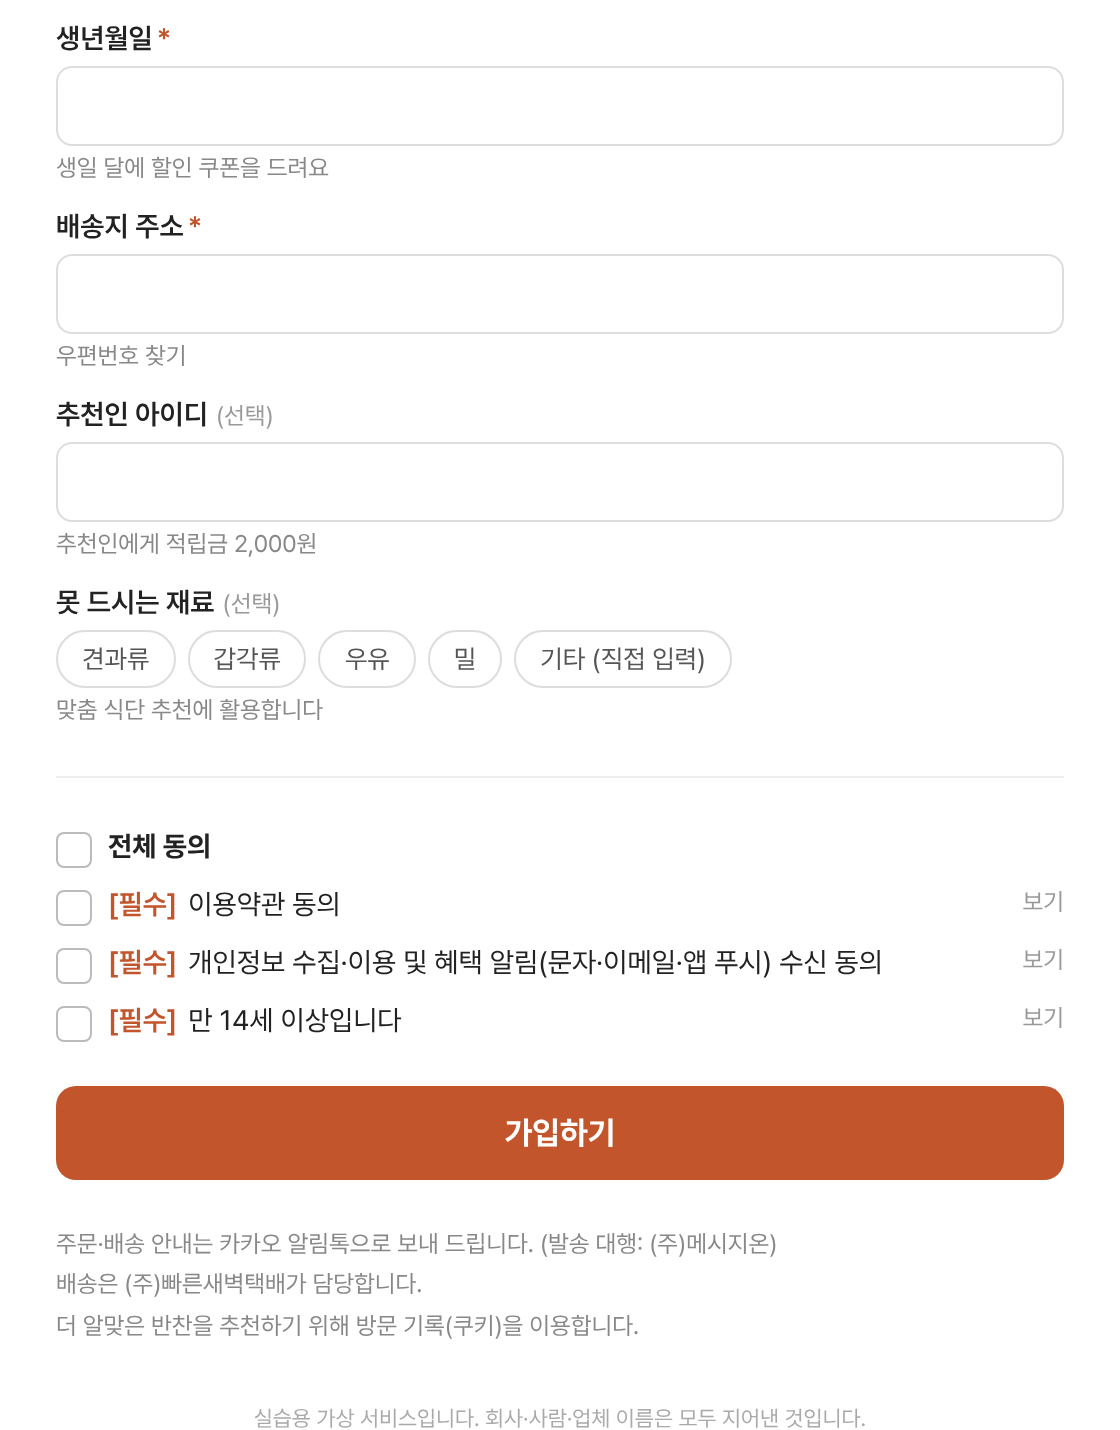 생년월일 *
생일 달에 할인 쿠폰을 드려요
배송지 주소 *
우편번호 찾기
추천인 아이디 (선택)
추천인에게 적립금 2,000원
못 드시는 재료 (선택)
견과류 갑각류 우유 밀 기타 (직접 입력)
맞춤 식단 추천에 활용합니다
전체 동의
[필수] 이용약관 동의 보기
[필수] 개인정보 수집·이용 및 혜택 알림(문자·이메일·앱 푸시) 수신 동의 보기
[필수] 만 14세 이상입니다 보기
가입하기
주문·배송 안내는 카카오 알림톡으로 보내 드립니다. (발송 대행: (주)메시지온)
배송은 (주)빠른새벽택배가 담당합니다.
더 알맞은 반찬을 추천하기 위해 방문 기록(쿠키)을 이용합니다.
실습용 가상 서비스입니다. 회사·사람·업체 이름은 모두 지어낸 것입니다.